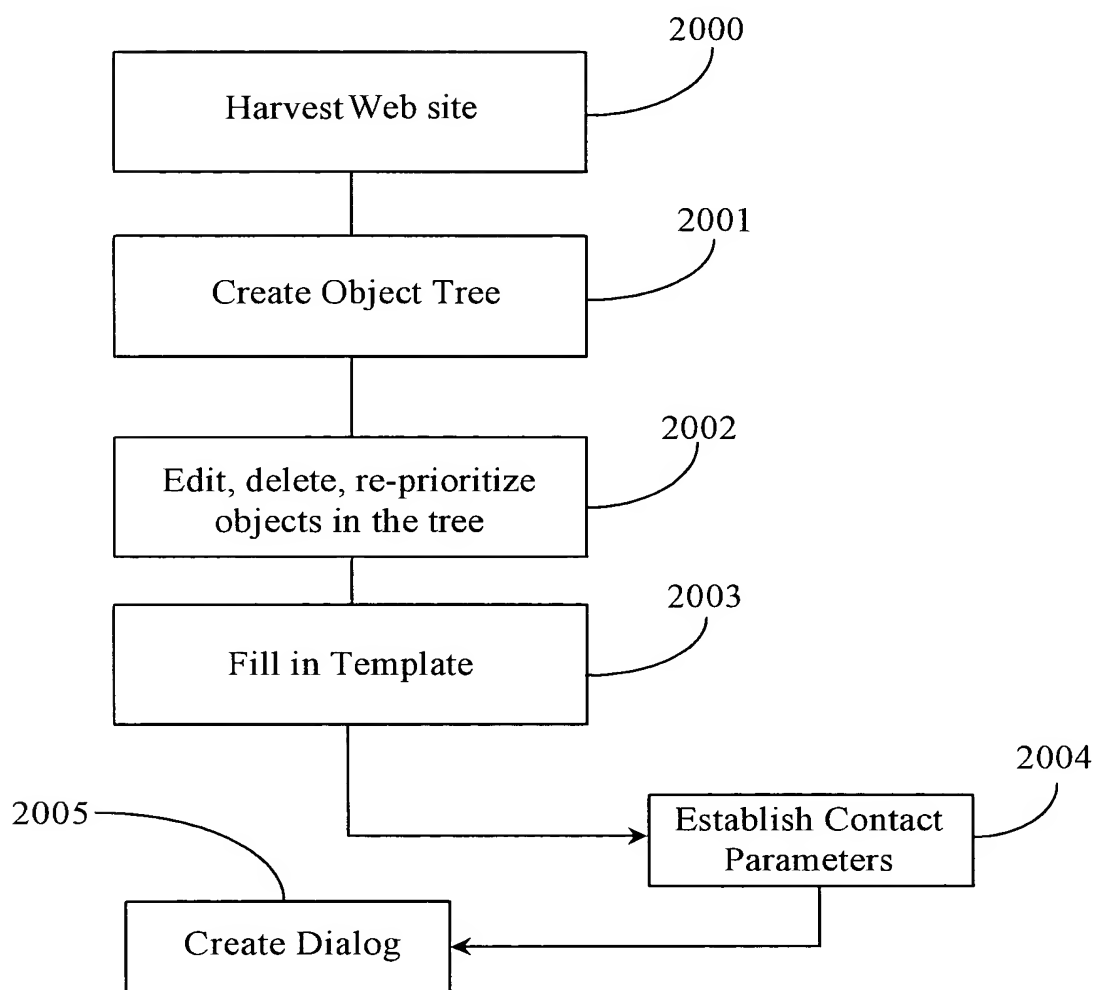 2000
Harvest Web site
2001
Create Object Tree
2002
Edit, delete, re-prioritize
objects in the tree
2003
Fill in Template
2004
Establish Contact
Parameters
2005
Create Dialog